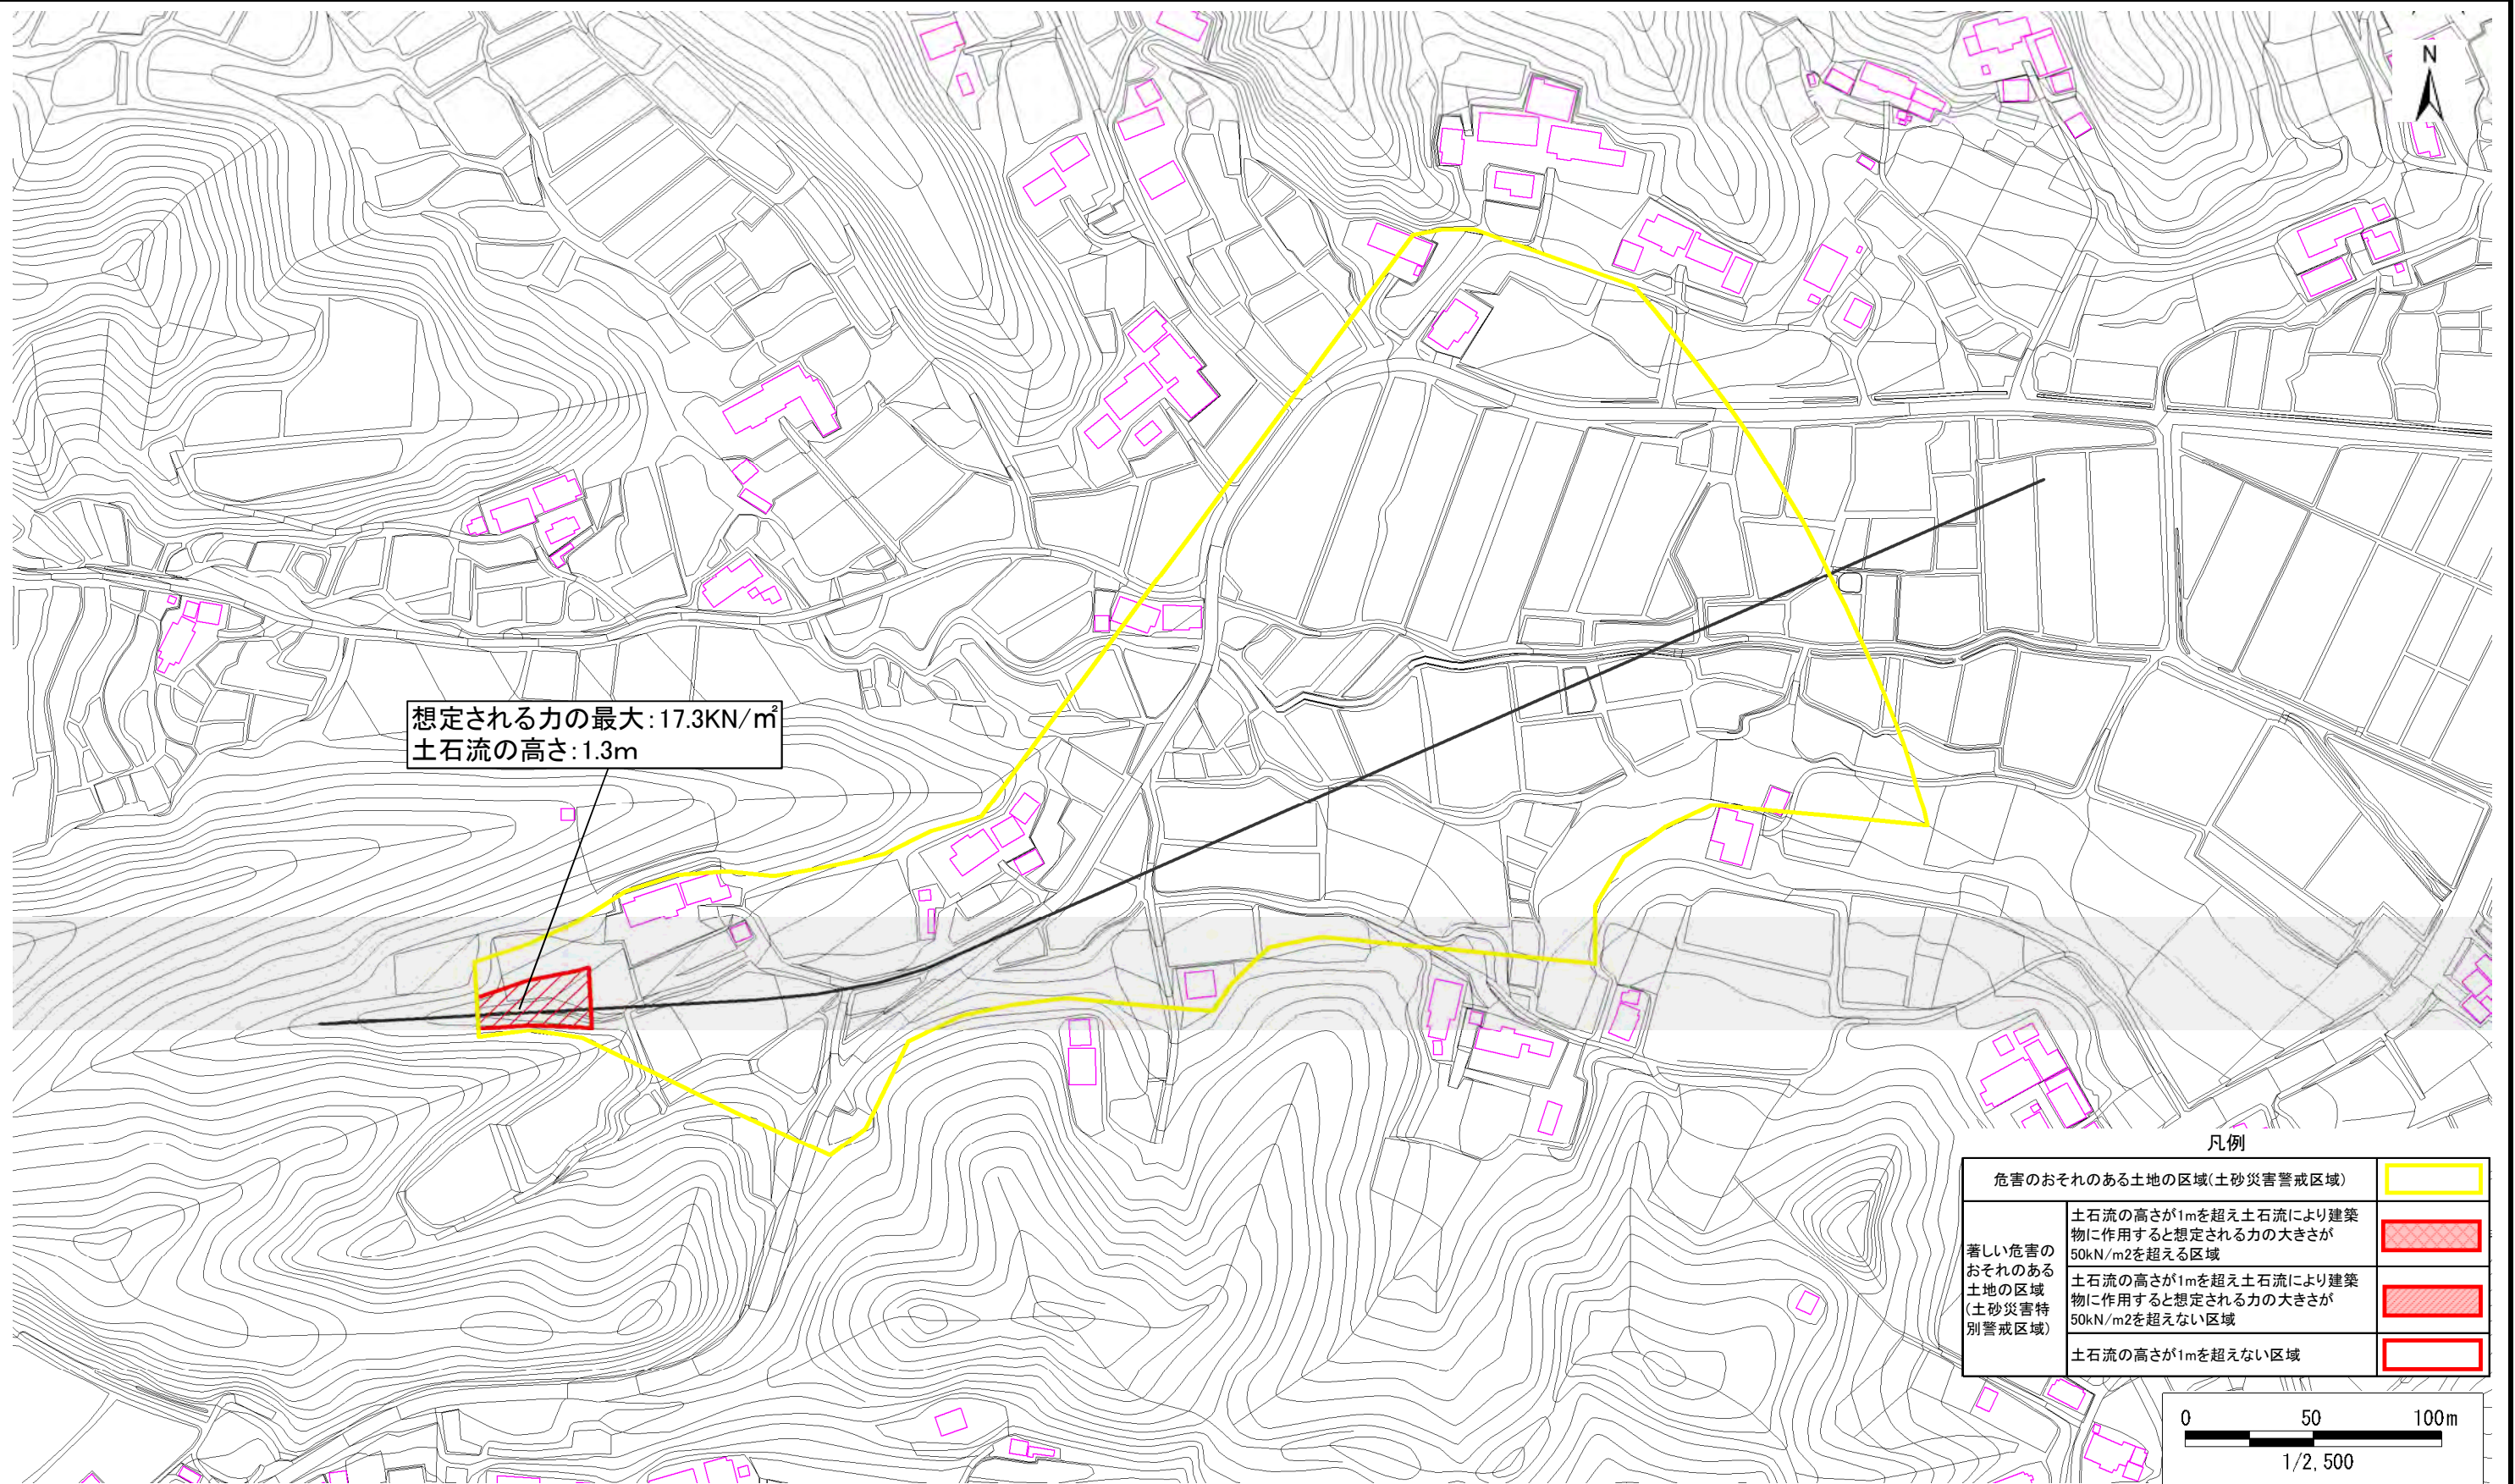 N
想定される力の最大:17.3KN/㎡
土石流の高さ:1.3m
凡例
危害のおそれのある土地の区域(土砂災害警戒区域)
著しい危害の
おそれのある
土地の区域
(土砂災害特
別警戒区域)
土石流の高さが1mを超え土石流により建築
物に作用すると想定される力の大きさが
50kN/m2を超える区域
土石流の高さが1mを超え土石流により建築
物に作用すると想定される力の大きさが
50kN/m2を超えない区域
土石流の高さが1mを超えない区域
0 50 100m
1/2,500